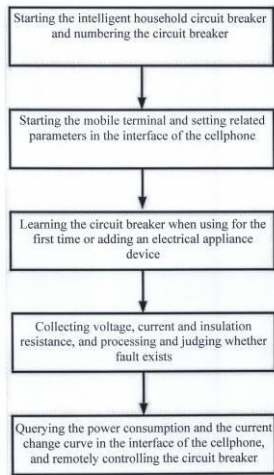 Starting the intelligent household circuit breaker
and numbering the circuit breaker
Starting the mobile terminal and setting related
parameters in the interface of the cellphone
Learning the circuit breaker when using for the
first time or adding an electrical appliance
device
Collecting voltage, current and insulation
resistance, and processing and judging whether
fault exists
Querying the power consumption and the current
change curve in the interface of the cellphone,
and remotely controlling the circuit breaker